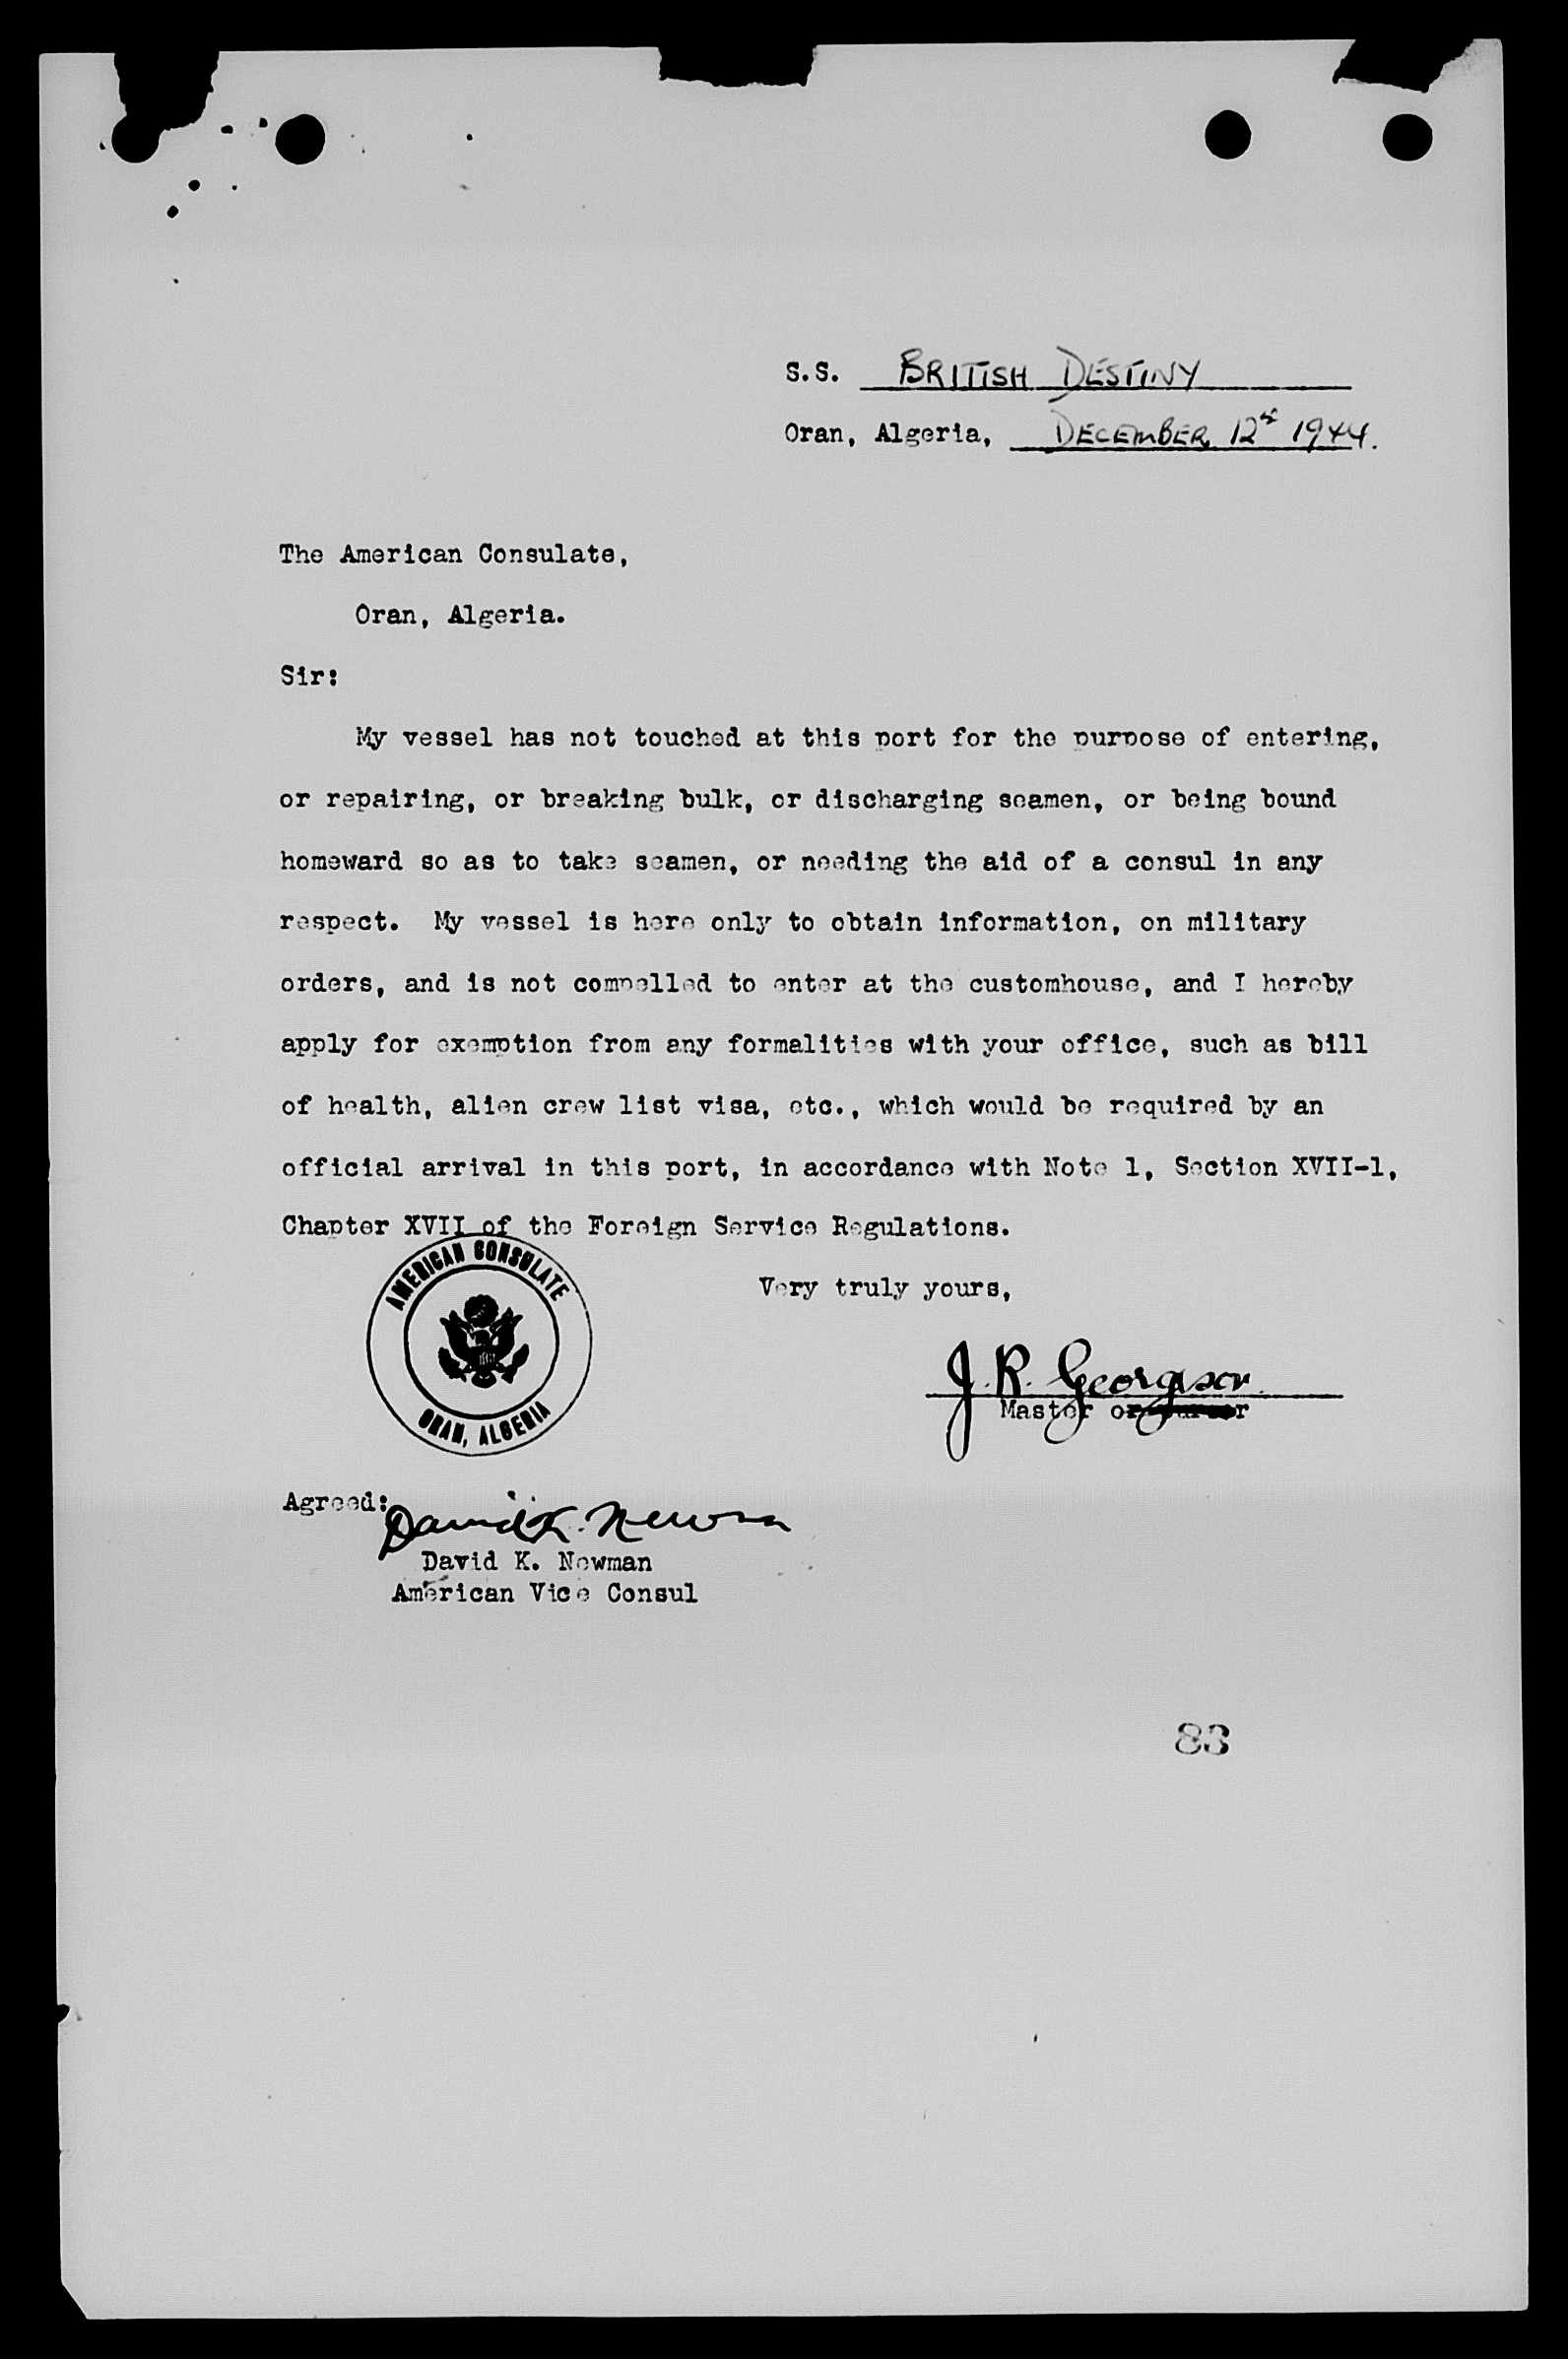 S.S. BRITISH DESTINY
Oran, Algeria, DECEMBER 12th 1944.
The American Consulate,
Oran, Algeria.
Sir:
My vessel has not touched at this port for the purpose of entering,
or repairing, or breaking bulk, or discharging seamen, or being bound
homeward so as to take seamen, or needing the aid of a consul in any
respect. My vessel is here only to obtain information, on military
orders, and is not compelled to enter at the customhouse, and I hereby
apply for exemption from any formalities with your office, such as bill
of health, alien crew list visa, etc., which would be required by an
official arrival in this port, in accordance with Note 1, Section XVII-1,
Chapter XVII of the Foreign Service Regulations.
AMERICAN CONSULATE
ORAN, ALGERIA
Very truly yours,
J. R. Georgeson
Master or
Agreed: David K. Newman
David K. Newman
American Vice Consul
83